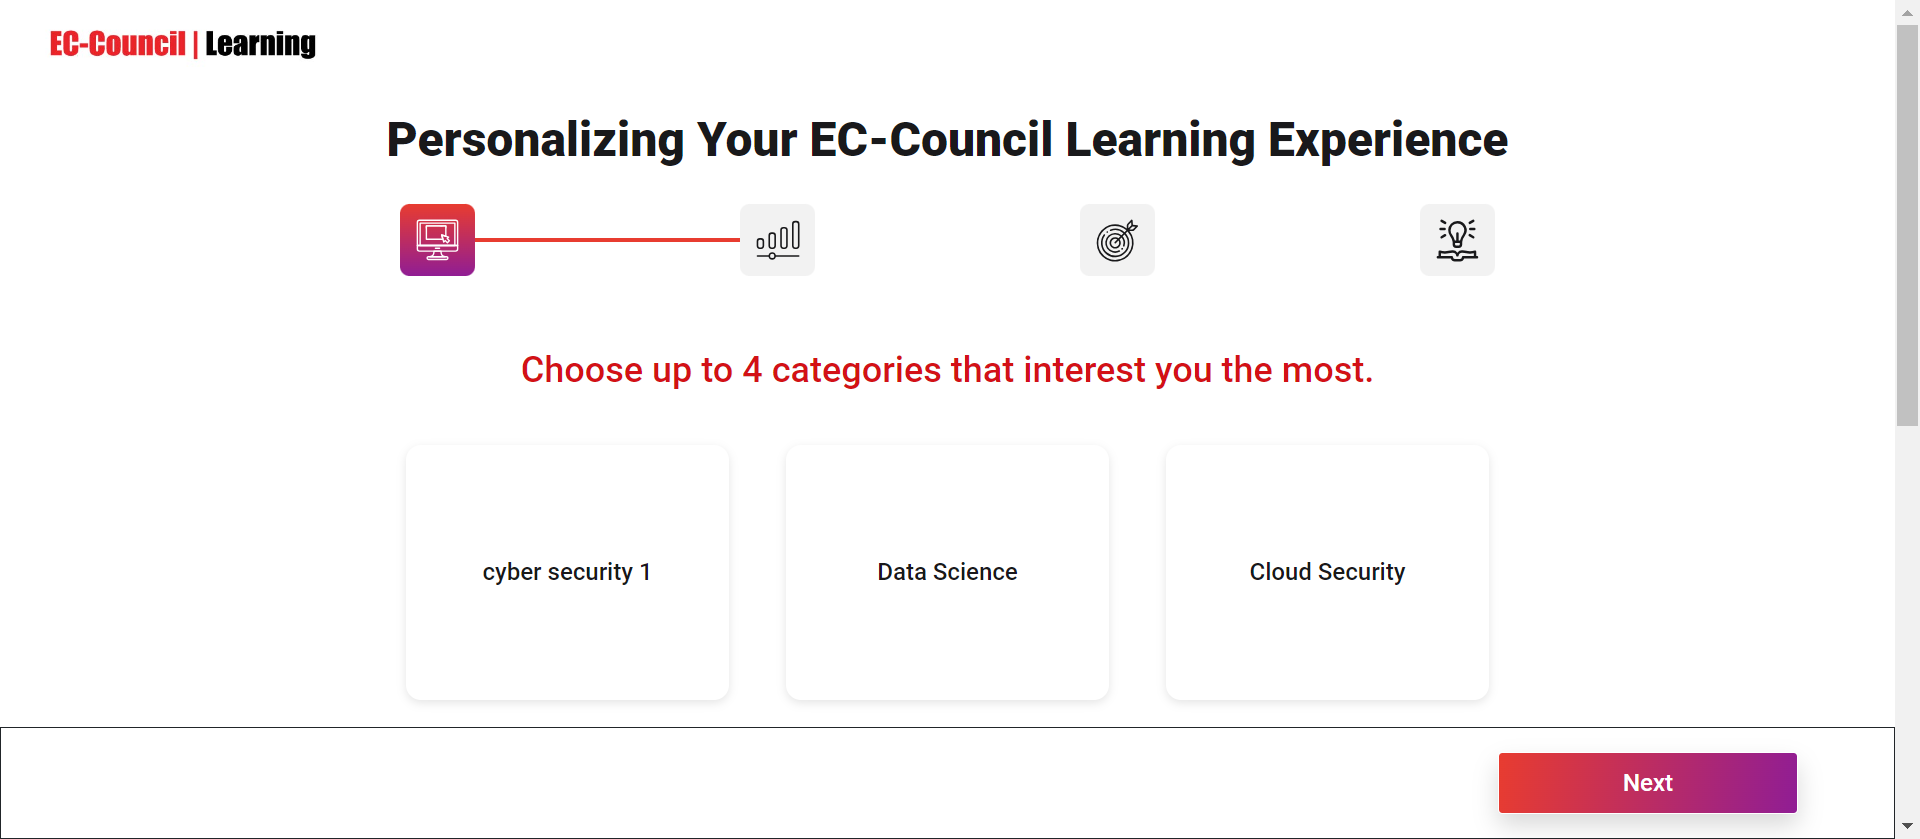 EC-Council | Learning
Personalizing Your EC-Council Learning Experience
Choose up to 4 categories that interest you the most.
cyber security 1
Data Science
Cloud Security
Next